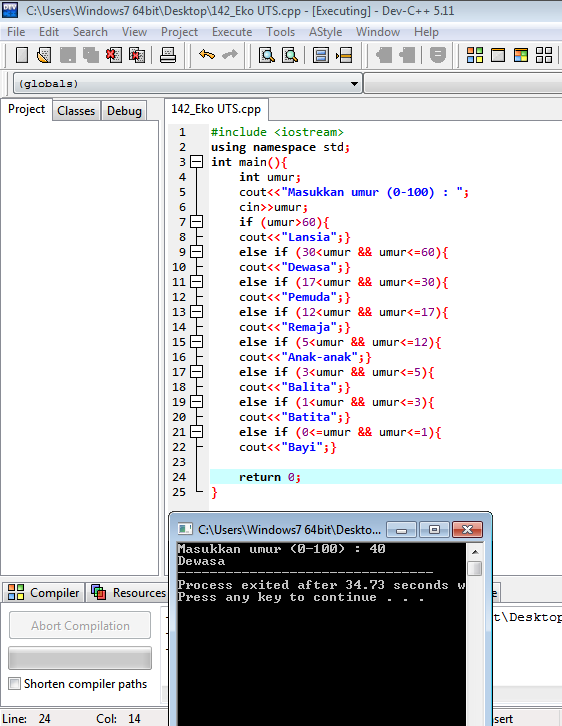 C:\Users\Windows7 64bit\Desktop\142_Eko UTS.cpp - [Executing] - Dev-C++ 5.11
File Edit Search View Project Execute Tools AStyle Window Help
(globals)
Project Classes Debug
142_Eko UTS.cpp
1 #include <iostream>
2 using namespace std;
3 int main(){
4 int umur;
5 cout<<"Masukkan umur (0-100) : ";
6 cin>>umur;
7 if (umur>60){
8 cout<<"Lansia";}
9 else if (30<umur && umur<=60){
10 cout<<"Dewasa";}
11 else if (17<umur && umur<=30){
12 cout<<"Pemuda";}
13 else if (12<umur && umur<=17){
14 cout<<"Remaja";}
15 else if (5<umur && umur<=12){
16 cout<<"Anak-anak";}
17 else if (3<umur && umur<=5){
18 cout<<"Balita";}
19 else if (1<umur && umur<=3){
20 cout<<"Batita";}
21 else if (0<=umur && umur<=1){
22 cout<<"Bayi";}
23
24 return 0;
25 }
C:\Users\Windows7 64bit\Deskto...
Masukkan umur (0-100) : 40
Dewasa
--------------------------------
Process exited after 34.73 seconds w
Press any key to continue . . .
Compiler Resources
Abort Compilation
t\Desktop
Shorten compiler paths
Line: 24 Col: 14 sert